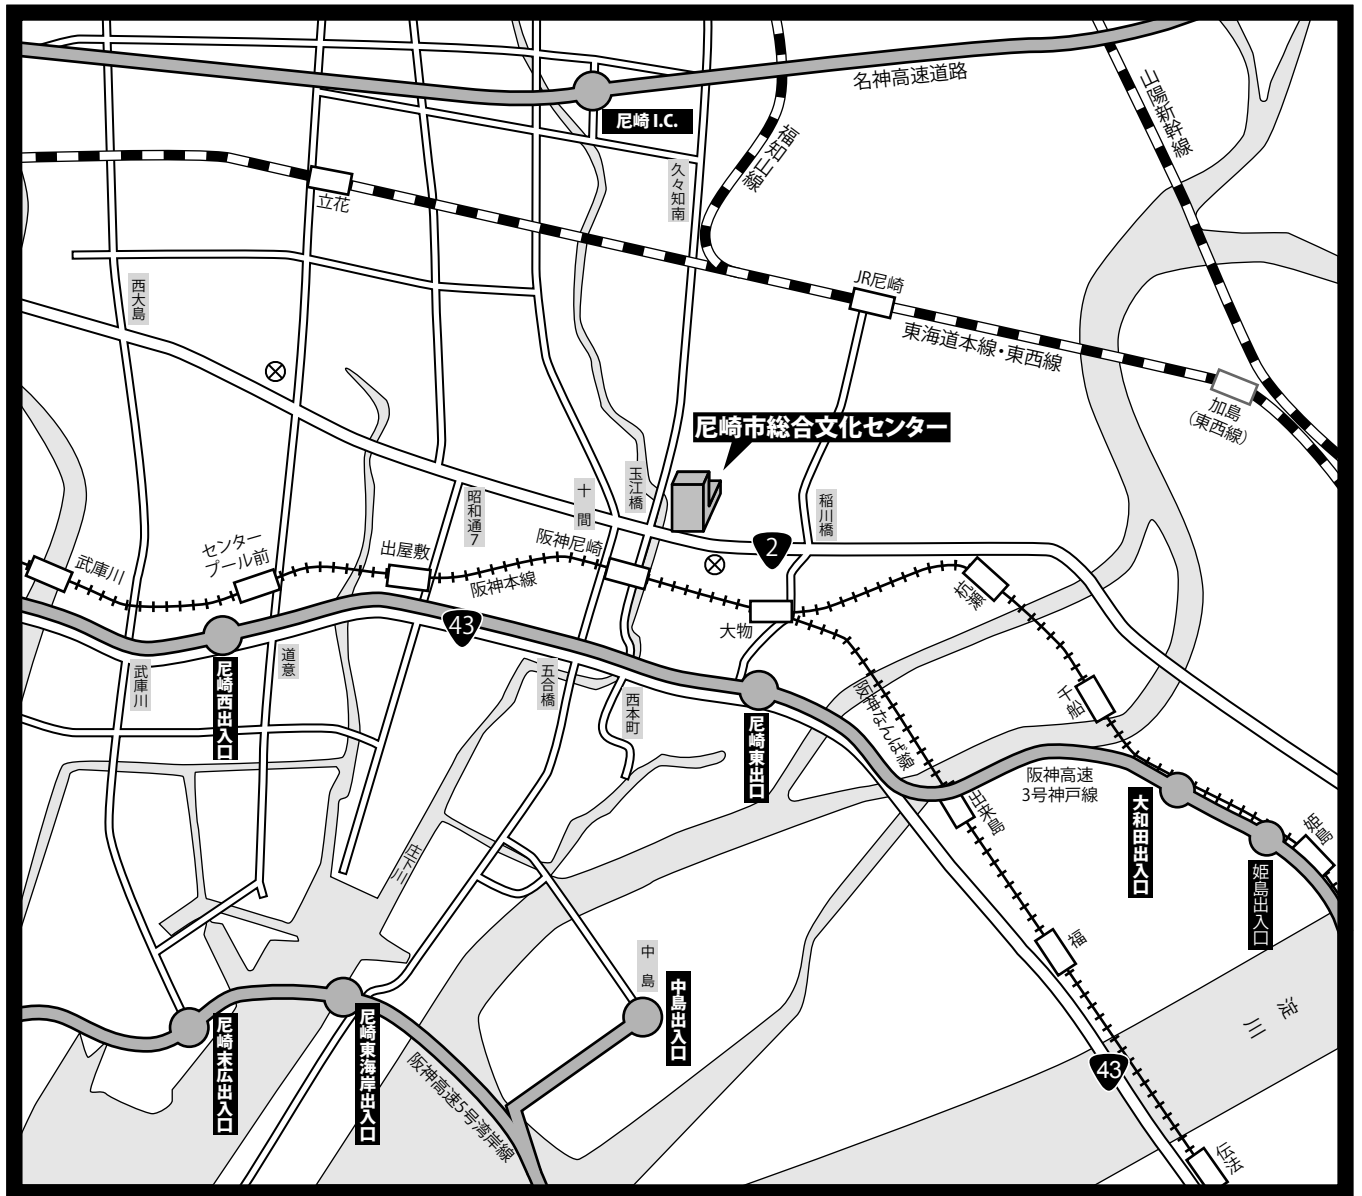 名神高速道路
山陽新幹線
尼崎 I.C.
福知山線
久々知南
立花
西大島
JR尼崎
東海道本線・東西線
加島
（東西線）
尼崎市総合文化センター
玉江橋
十間
昭和通7
稲川橋
2
阪神尼崎
センター
プール前
出屋敷
阪神本線
武庫川
杭瀬
大物
43
道意
武庫川
尼崎西出入口
五合橋
西本町
千船
阪神なんば線
尼崎東出口
阪神高速
3号神戸線
大和田出入口
出来島
姫島
姫島出入口
庄下川
福
中島
中島出入口
淀川
尼崎末広出入口
尼崎東海岸出入口
阪神高速5号湾岸線
43
伝法